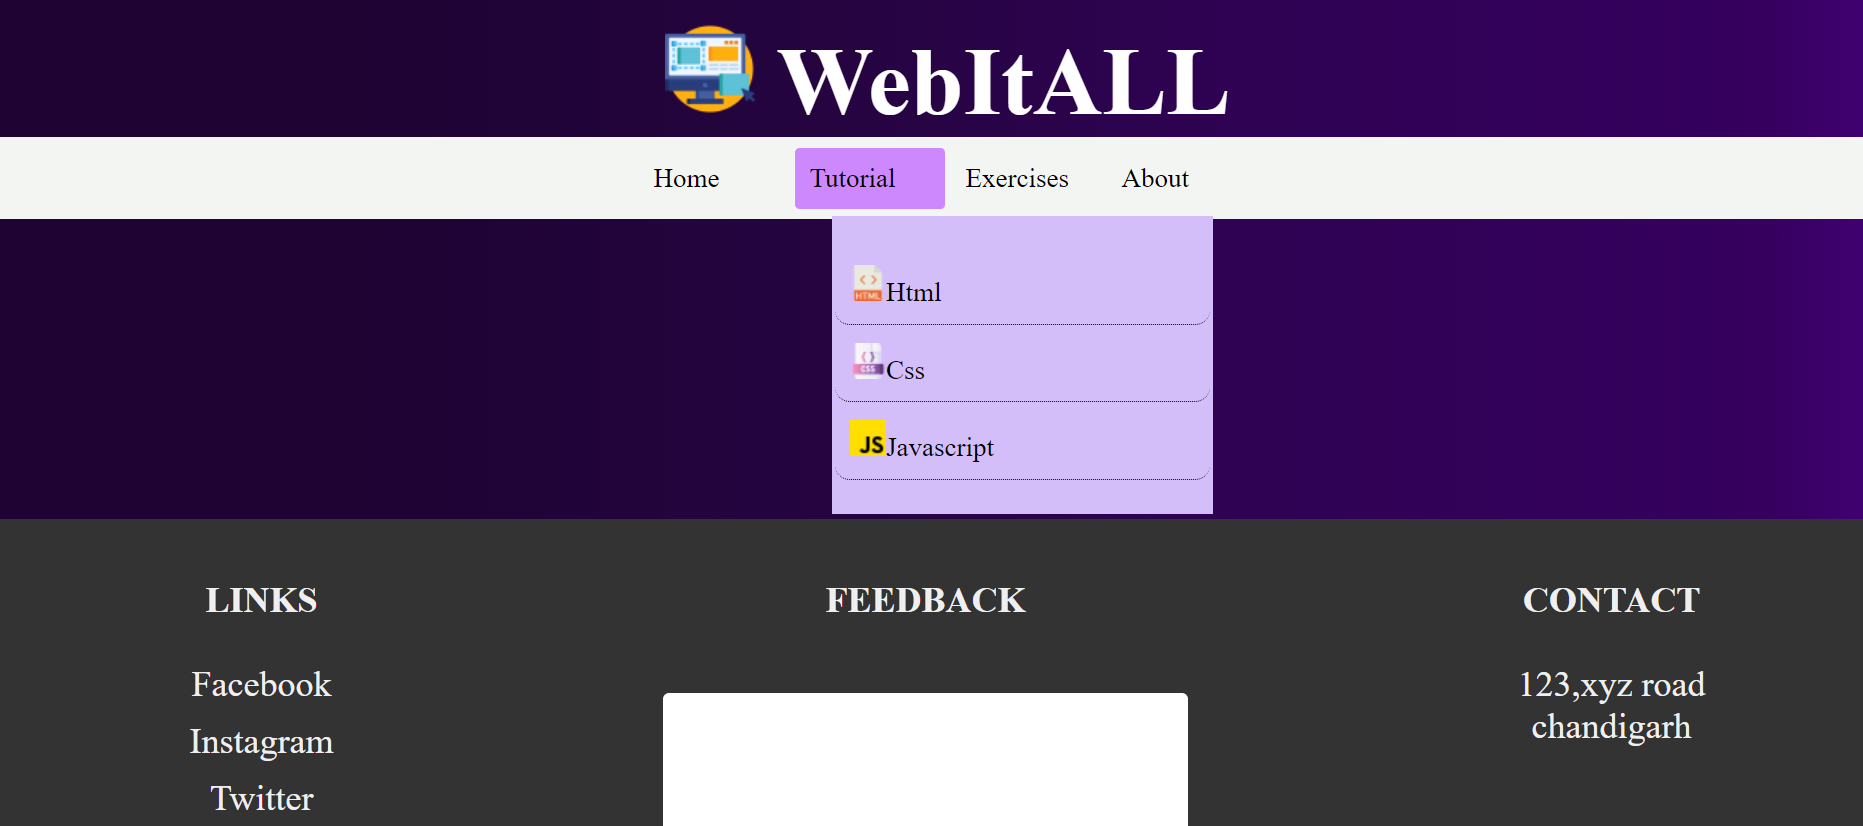 WebItALL
Home Tutorial Exercises About
HTML Html
CSS Css
JS Javascript
LINKS
Facebook
Instagram
Twitter
FEEDBACK
CONTACT
123,xyz road
chandigarh